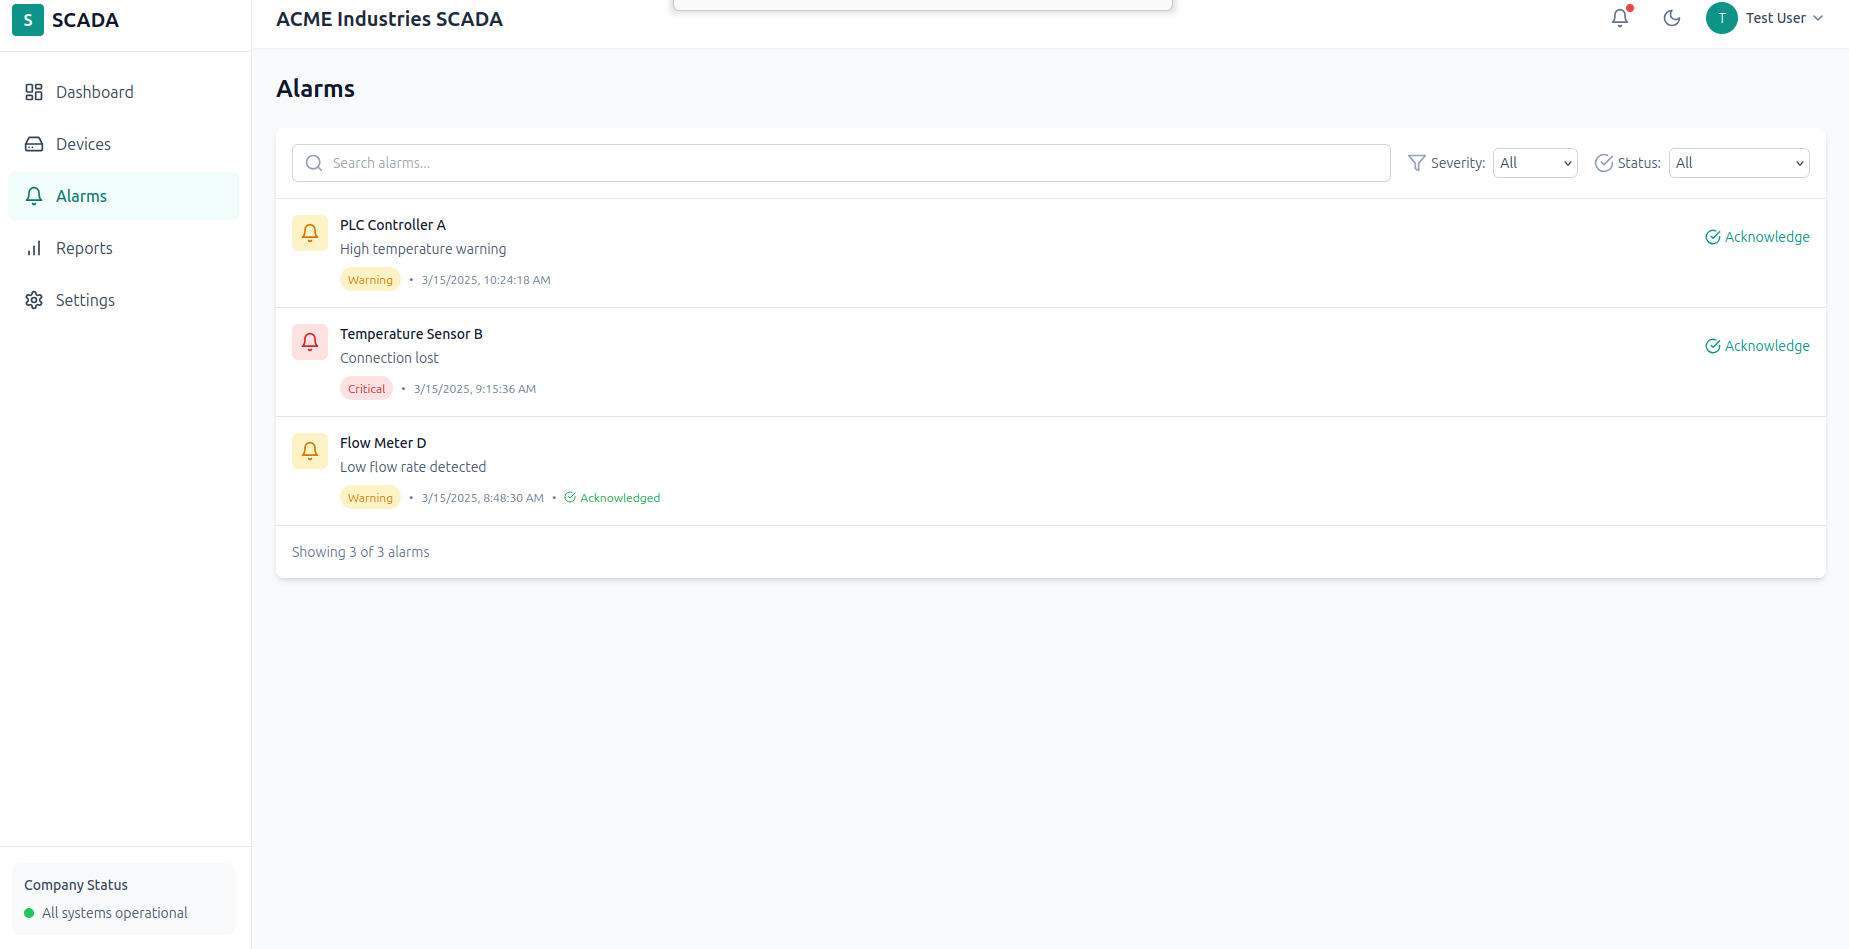 S SCADA
ACME Industries SCADA
T Test User
Dashboard
Devices
Alarms
Reports
Settings
Alarms
Search alarms...
Severity: All
Status: All
PLC Controller A
High temperature warning
Warning • 3/15/2025, 10:24:18 AM
Acknowledge
Temperature Sensor B
Connection lost
Critical • 3/15/2025, 9:15:36 AM
Acknowledge
Flow Meter D
Low flow rate detected
Warning • 3/15/2025, 8:48:30 AM • Acknowledged
Showing 3 of 3 alarms
Company Status
All systems operational